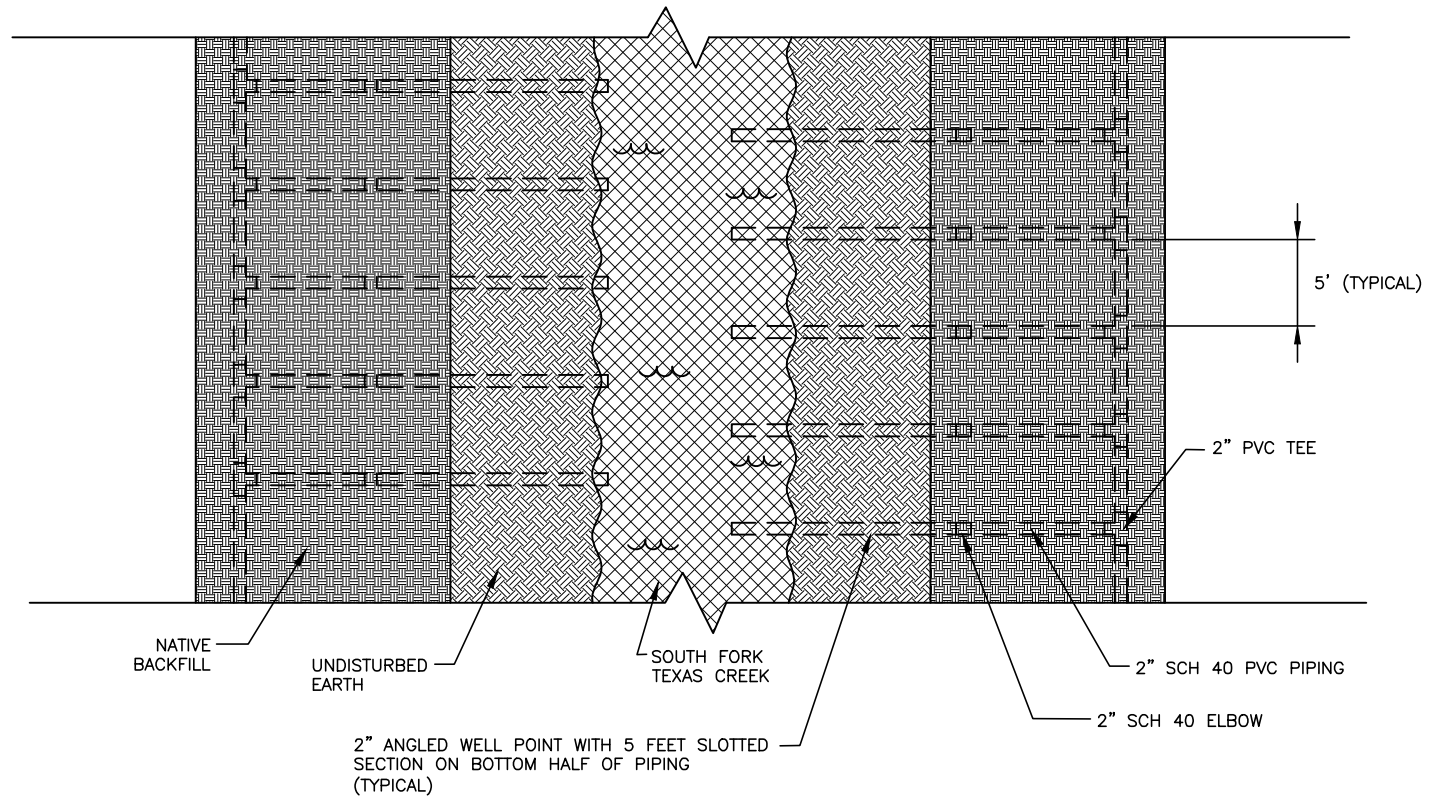 5' (TYPICAL)
2" PVC TEE
NATIVE
BACKFILL
UNDISTURBED
EARTH
SOUTH FORK
TEXAS CREEK
2" SCH 40 PVC PIPING
2" SCH 40 ELBOW
2" ANGLED WELL POINT WITH 5 FEET SLOTTED
SECTION ON BOTTOM HALF OF PIPING
(TYPICAL)